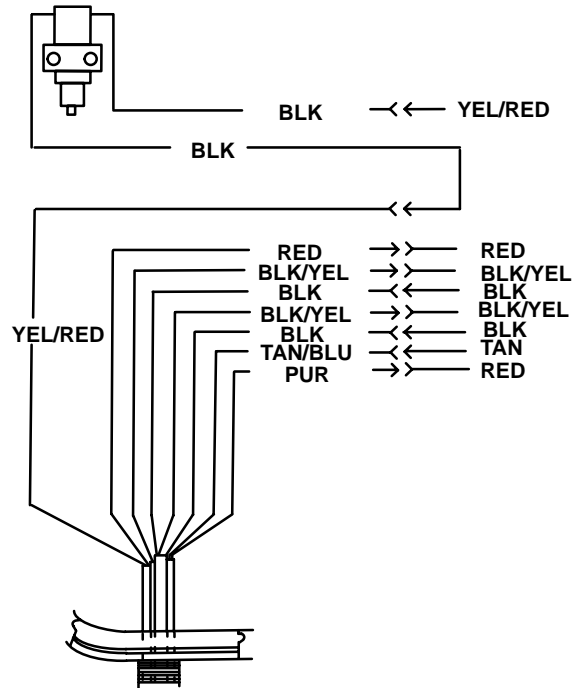 BLK YEL/RED
BLK
RED RED
BLK/YEL BLK/YEL
BLK BLK
BLK/YEL BLK/YEL
YEL/RED BLK BLK
TAN/BLU TAN
PUR RED